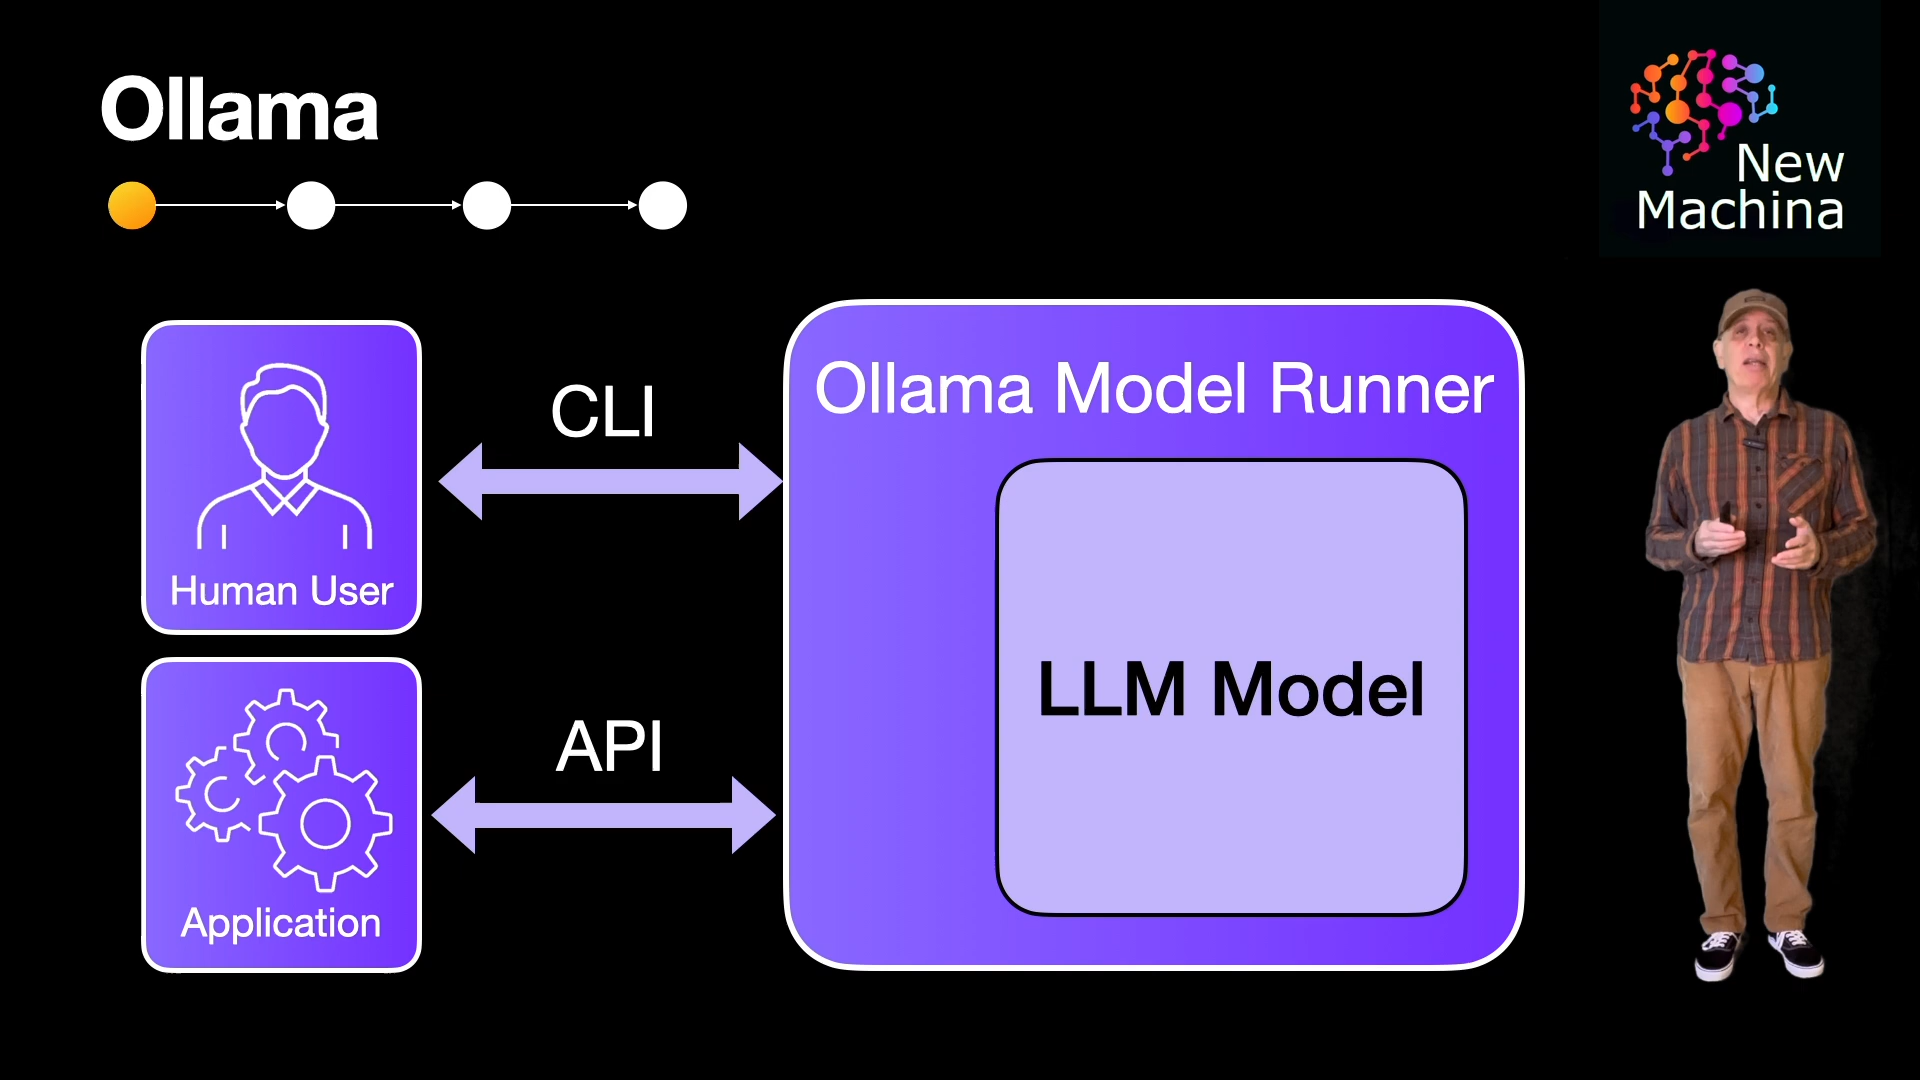 Ollama
New
Machina
CLI
Ollama Model Runner
Human User
LLM Model
API
Application